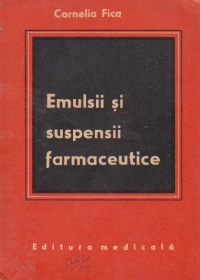 Cornelia Fica
Emulsii și
suspensii
farmaceutice
Editura medicală